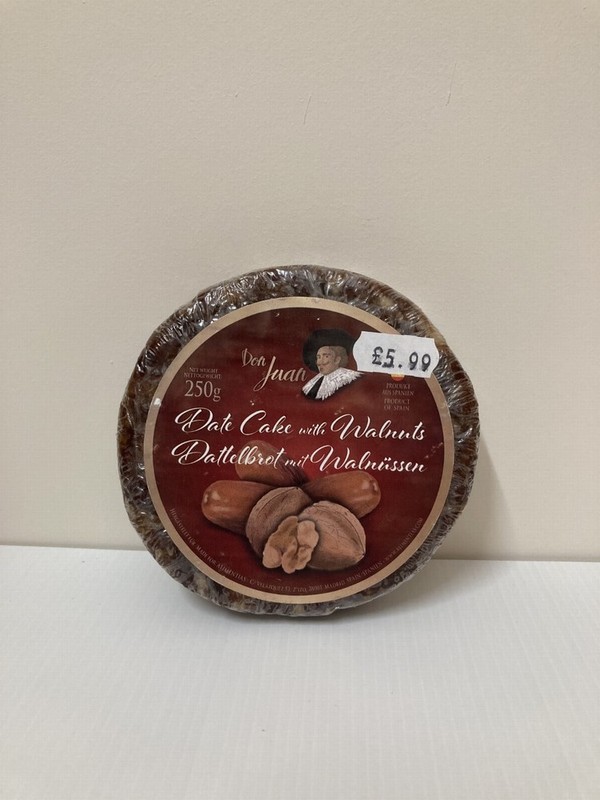 Don
Juan
£5.99
NET WEIGHT
NETTOGEWICHT
250g
PRODUKT
AUS SPANIEN
PRODUCT
OF SPAIN
Date Cake with Walnuts
Dattelbrot mit Walnüssen